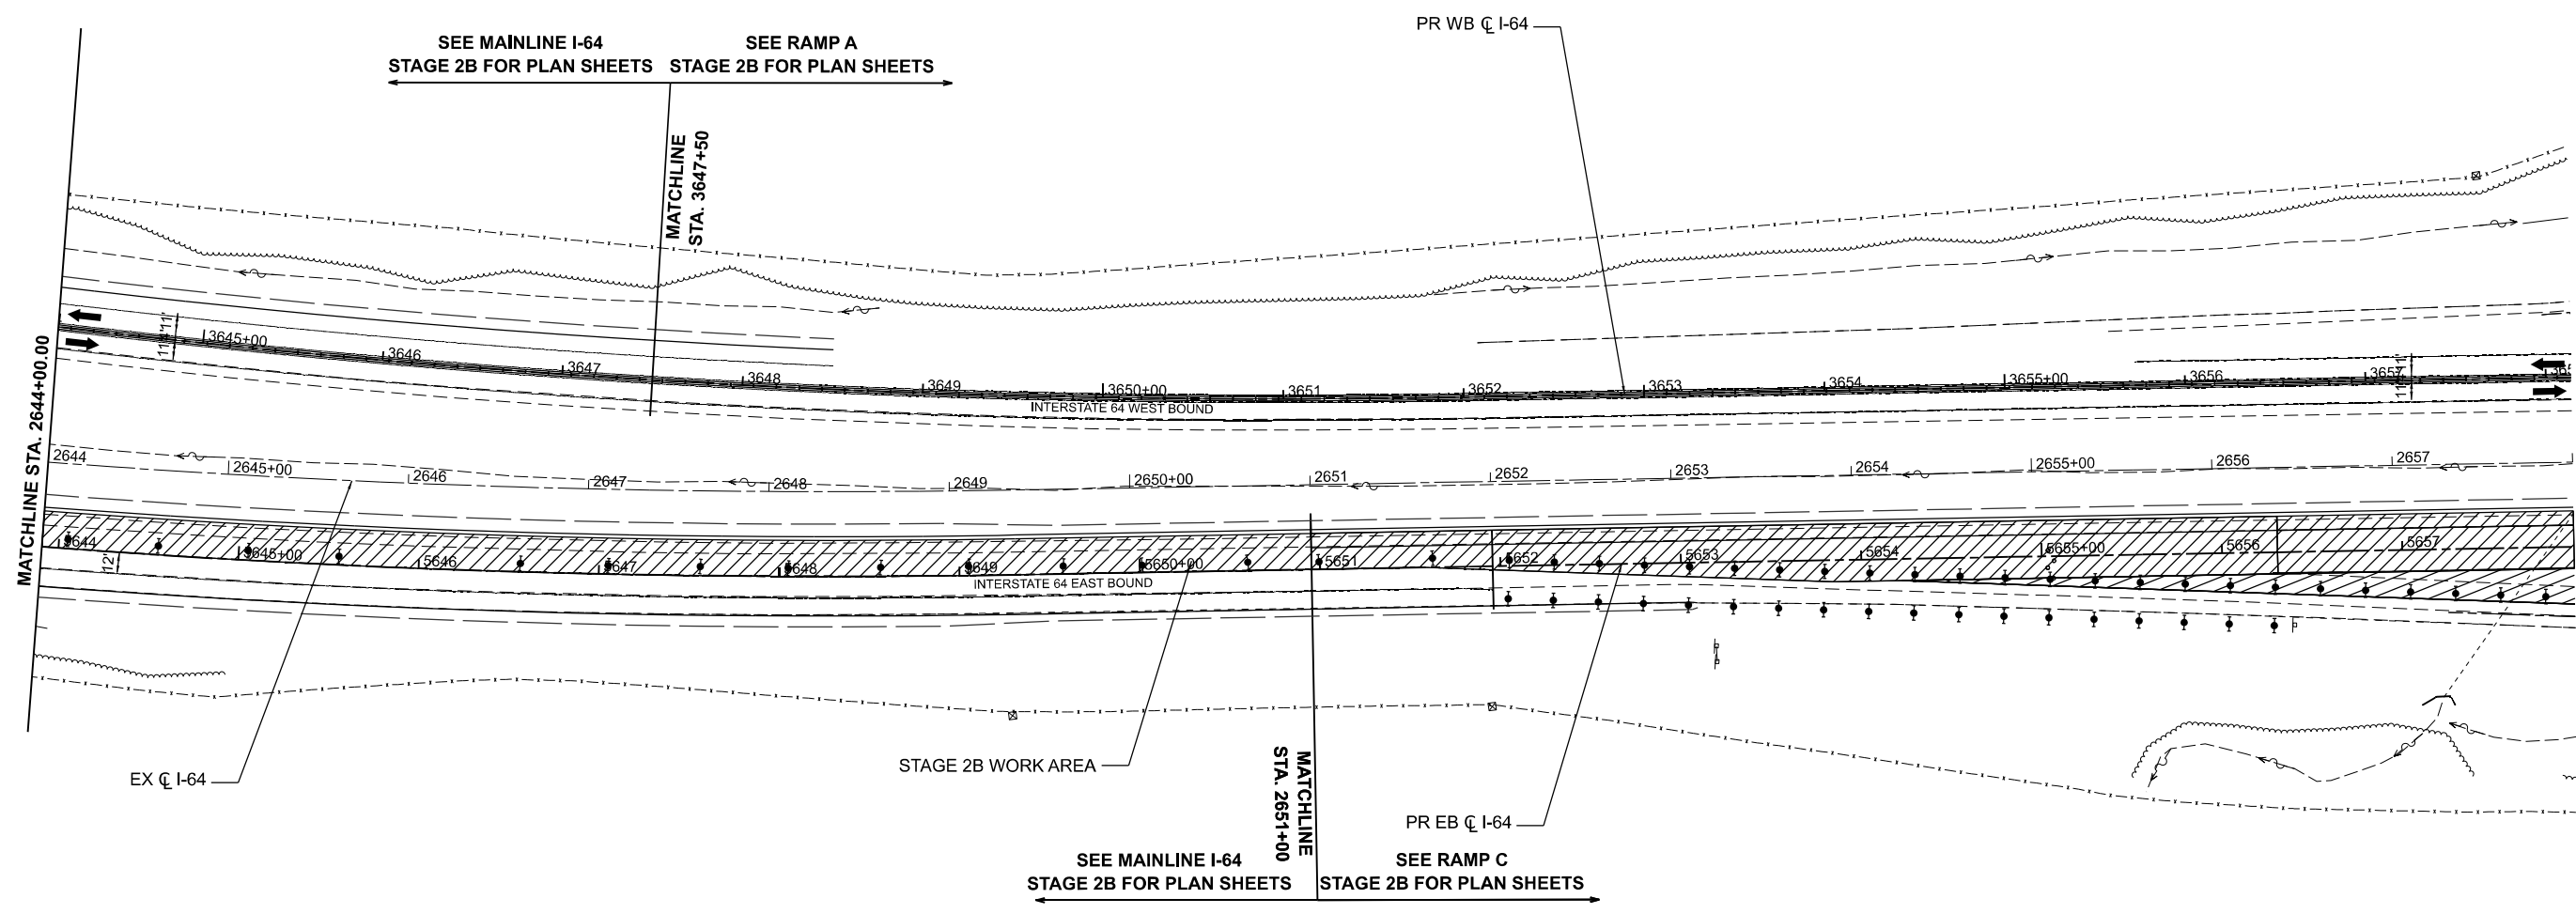 PR WB ℄ I-64
SEE MAINLINE I-64
STAGE 2B FOR PLAN SHEETS
SEE RAMP A
STAGE 2B FOR PLAN SHEETS
MATCHLINE
STA. 3647+50
MATCHLINE STA. 2644+00.00
11'
4'
11'
3645+00
3646
3647
3648
3649
3650+00
3651
3652
3653
3654
3655+00
3656
3657
11'
11'
INTERSTATE 64 WEST BOUND
2644
2645+00
2646
2647
2648
2649
2650+00
2651
2652
2653
2654
2655+00
2656
2657
5644
5645+00
5646
5647
5648
5649
5650+00
5651
5652
5653
5654
5655+00
5656
5657
12'
INTERSTATE 64 EAST BOUND
EX ℄ I-64
STAGE 2B WORK AREA
MATCHLINE
STA. 2651+00
PR EB ℄ I-64
SEE MAINLINE I-64
STAGE 2B FOR PLAN SHEETS
SEE RAMP C
STAGE 2B FOR PLAN SHEETS